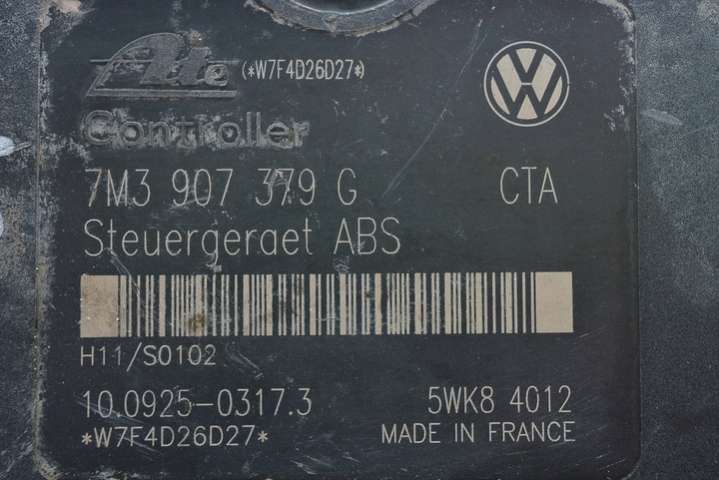 Ate (*W7F4D26D27*)
Controller
7M3 907 379 G CTA
Steuergeraet ABS
H11/S0102
10.0925-0317.3 5WK8 4012
*W7F4D26D27* MADE IN FRANCE